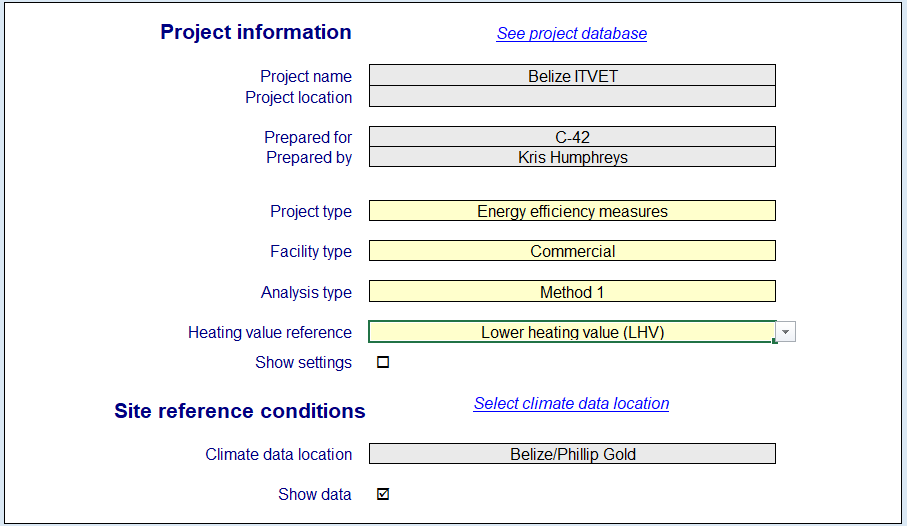 Project information
See project database
Project name Belize ITVET
Project location
Prepared for C-42
Prepared by Kris Humphreys
Project type Energy efficiency measures
Facility type Commercial
Analysis type Method 1
Heating value reference Lower heating value (LHV)
Show settings
Site reference conditions
Select climate data location
Climate data location Belize/Phillip Gold
Show data